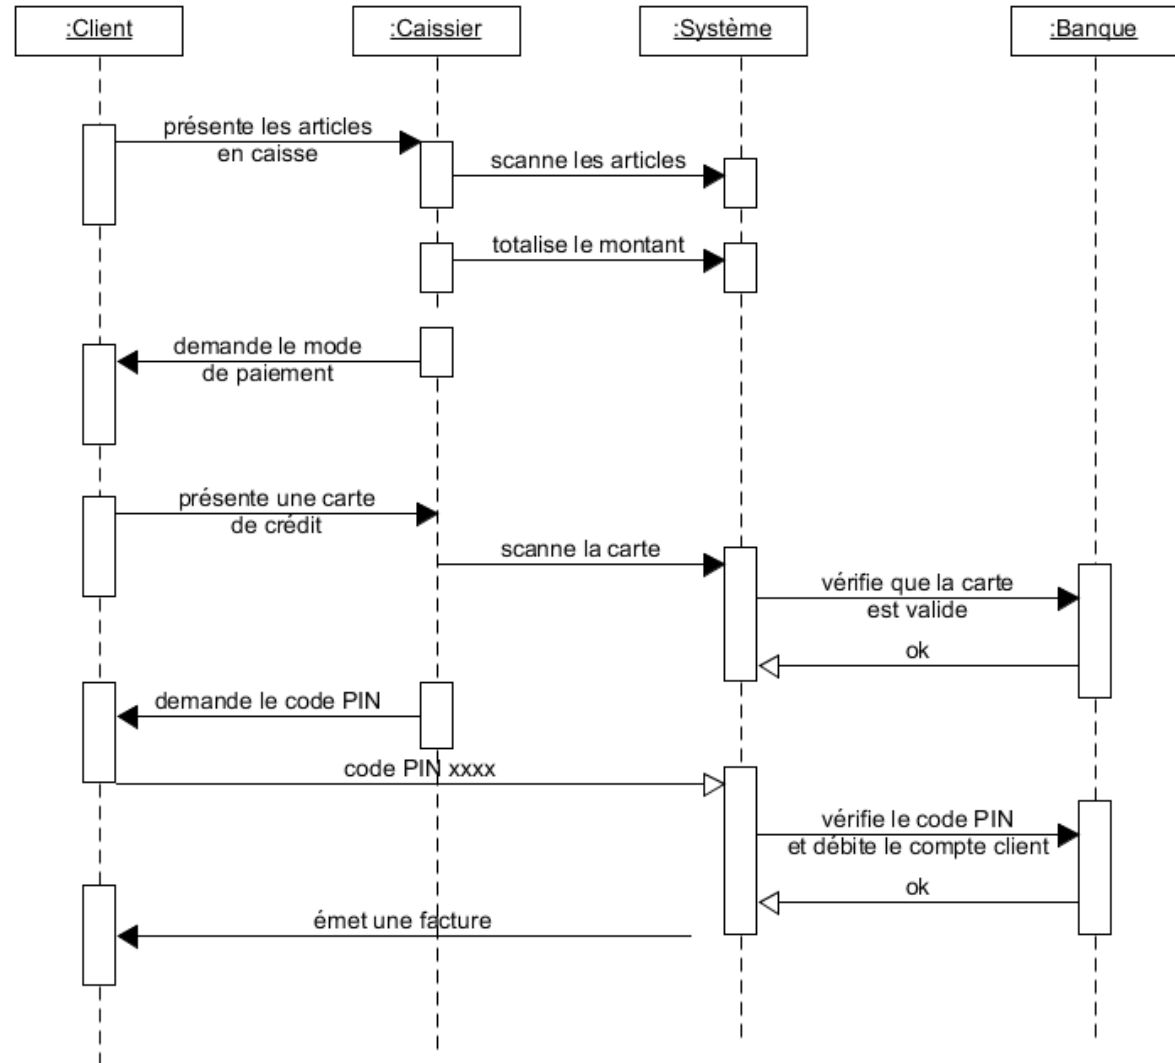 :Client
:Caissier
:Système
:Banque
présente les articles
en caisse
scanne les articles
totalise le montant
demande le mode
de paiement
présente une carte
de crédit
scanne la carte
vérifie que la carte
est valide
ok
demande le code PIN
code PIN xxxx
vérifie le code PIN
et débite le compte client
ok
émet une facture